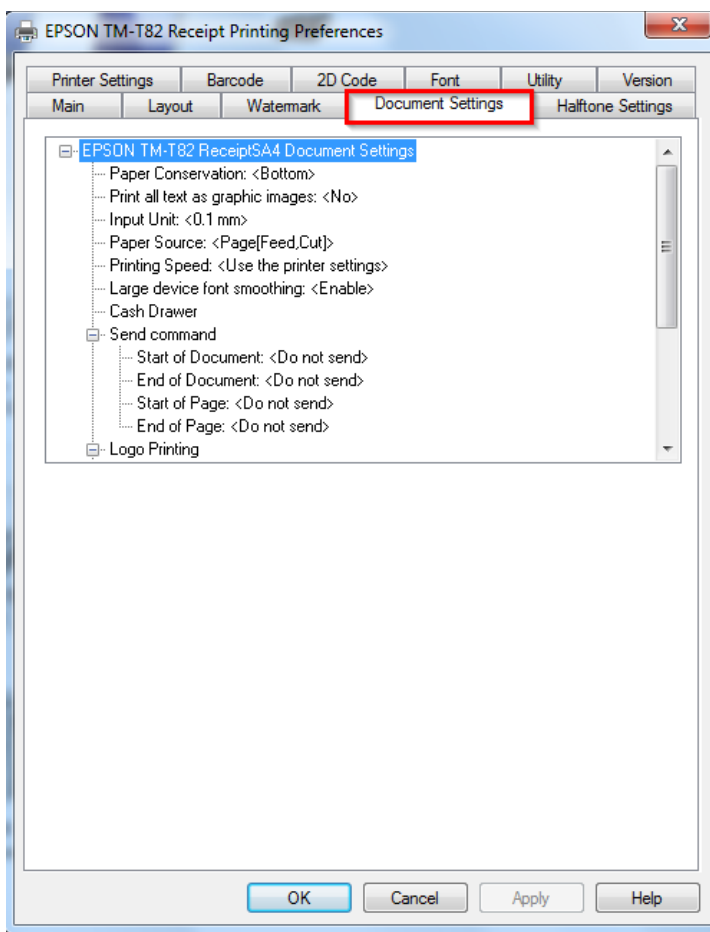 EPSON TM-T82 Receipt Printing Preferences
Printer Settings Barcode 2D Code Font Utility Version
Main Layout Watermark Document Settings Halftone Settings
EPSON TM-T82 ReceiptSA4 Document Settings
Paper Conservation: <Bottom>
Print all text as graphic images: <No>
Input Unit: <0.1 mm>
Paper Source: <Page[Feed,Cut]>
Printing Speed: <Use the printer settings>
Large device font smoothing: <Enable>
Cash Drawer
Send command
Start of Document: <Do not send>
End of Document: <Do not send>
Start of Page: <Do not send>
End of Page: <Do not send>
Logo Printing
OK Cancel Apply Help